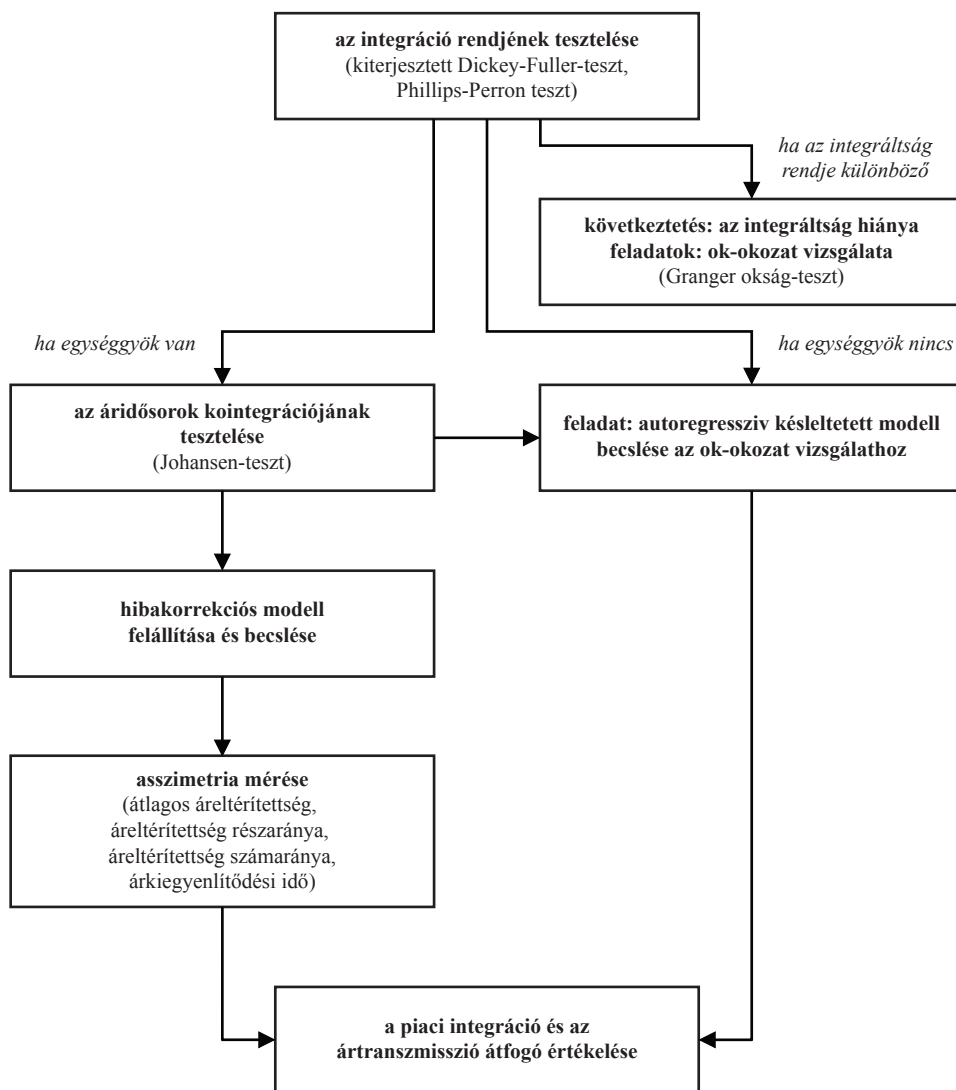 az integráció rendjének tesztelése
(kiterjesztett Dickey-Fuller-teszt,
Phillips-Perron teszt)
ha az integráltság
rendje különböző
következtetés: az integráltság hiánya
feladatok: ok-okozat vizsgálata
(Granger okság-teszt)
ha egységgyök van
ha egységgyök nincs
az áridősorok kointegrációjának
tesztelése
(Johansen-teszt)
feladat: autoregressziv késleltetett modell
becslése az ok-okozat vizsgálathoz
hibakorrekciós modell
felállítása és becslése
asszimetria mérése
(átlagos áreltérítettség,
áreltérítettség részaránya,
áreltérítettség számaránya,
árkiegyenlítődési idő)
a piaci integráció és az
ártranszmisszió átfogó értékelése